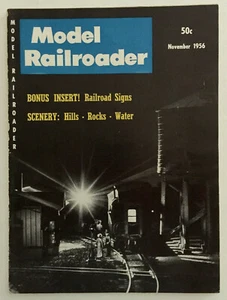 MODEL RAILROADER
Model
Railroader
50c
November 1956
BONUS INSERT! Railroad Signs
SCENERY: Hills - Rocks - Water